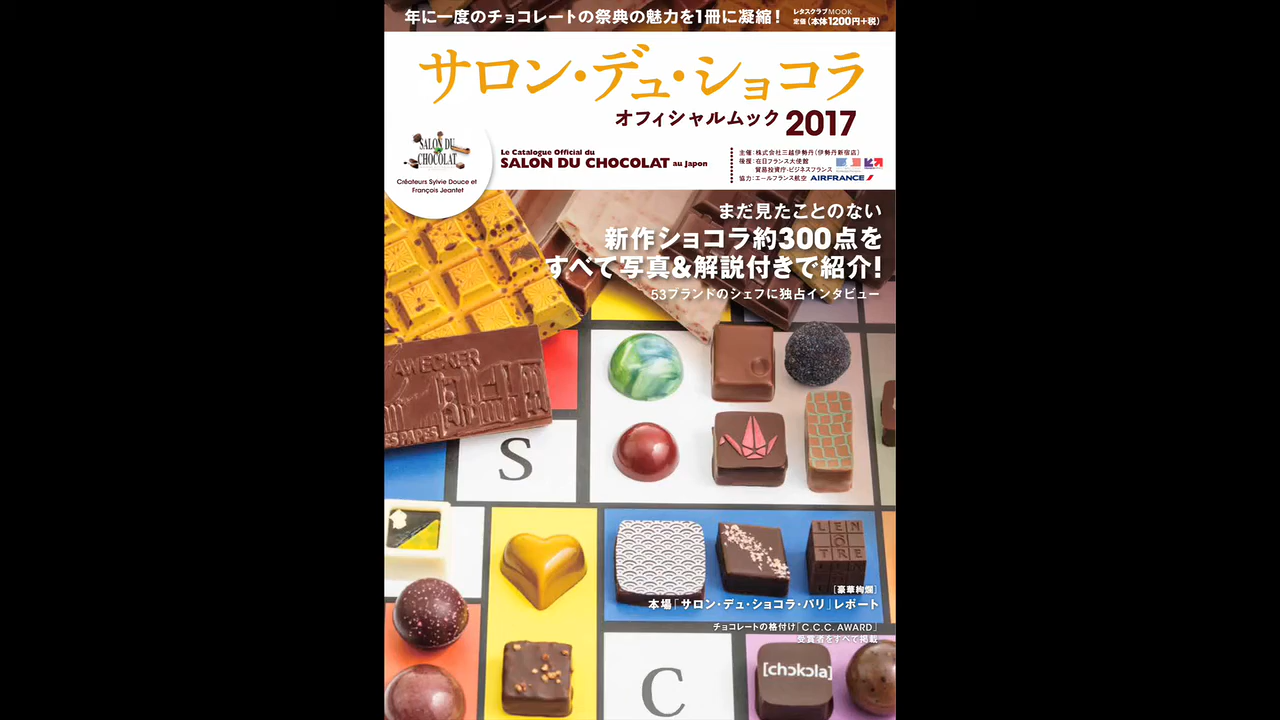 年に一度のチョコレートの祭典の魅力を1冊に凝縮！
レタスクラブMOOK
定価（本体1200円+税）
サロン・デュ・ショコラ
オフィシャルムック 2017
SALON DU
CHOCOLAT
Créateurs Sylvie Douce et
François Jeantet
Le Catalogue Officiel du
SALON DU CHOCOLAT au Japon
主催：株式会社三越伊勢丹（伊勢丹新宿店）
後援：在日フランス大使館
貿易投資庁-ビジネスフランス
協力：エールフランス航空 AIRFRANCE
まだ見たことのない
新作ショコラ約300点を
すべて写真&解説付きで紹介！
53ブランドのシェフに独占インタビュー
AWECKER
ES PAPES
S
LEN
ÔTRE
［豪華絢爛］
本場「サロン・デュ・ショコラ・パリ」レポート
チョコレートの格付け「C.C.C. AWARD」
受賞者をすべて掲載
C
[chɔkɔla]